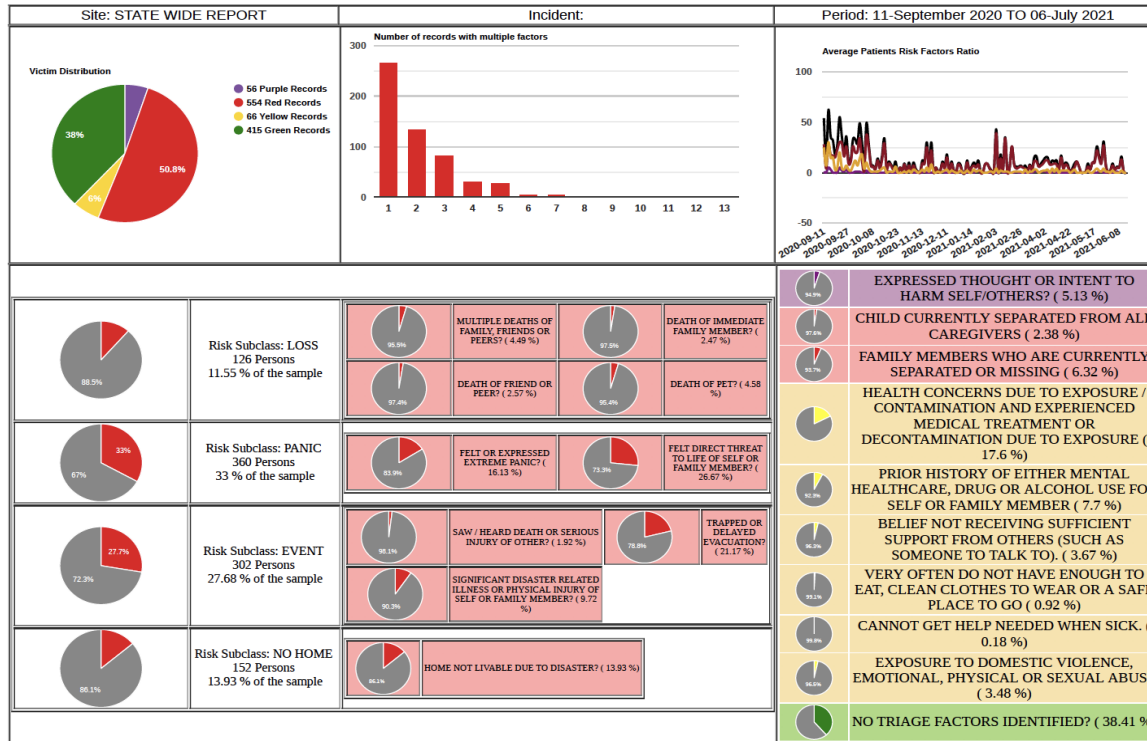 Site: STATE WIDE REPORT
Incident:
Period: 11-September 2020 TO 06-July 2021
Victim Distribution
38%
50.8%
6%
56 Purple Records
554 Red Records
66 Yellow Records
415 Green Records
Number of records with multiple factors
300
200
100
0
1 2 3 4 5 6 7 8 9 10 11 12 13
Average Patients Risk Factors Ratio
100
50
0
-50
2020-09-11
2020-09-27
2020-10-08
2020-10-23
2020-11-13
2020-12-11
2021-01-14
2021-02-03
2021-02-26
2021-04-02
2021-04-22
2021-05-17
2021-06-08
88.5%
Risk Subclass: LOSS
126 Persons
11.55 % of the sample
95.5%
MULTIPLE DEATHS OF
FAMILY, FRIENDS OR
PEERS? ( 4.49 %)
97.5%
DEATH OF IMMEDIATE
FAMILY MEMBER? (
2.47 %)
97.4%
DEATH OF FRIEND OR
PEER? ( 2.57 %)
95.4%
DEATH OF PET? ( 4.58
%)
33%
67%
Risk Subclass: PANIC
360 Persons
33 % of the sample
83.9%
FELT OR EXPRESSED
EXTREME PANIC? (
16.13 %)
73.3%
FELT DIRECT THREAT
TO LIFE OF SELF OR
FAMILY MEMBER? (
26.67 %)
27.7%
72.3%
Risk Subclass: EVENT
302 Persons
27.68 % of the sample
98.1%
SAW / HEARD DEATH OR SERIOUS
INJURY OF OTHER? ( 1.92 %)
78.8%
TRAPPED OR
DELAYED
EVACUATION?
( 21.17 %)
90.3%
SIGNIFICANT DISASTER RELATED
ILLNESS OR PHYSICAL INJURY OF
SELF OR FAMILY MEMBER? ( 9.72
%)
86.1%
Risk Subclass: NO HOME
152 Persons
13.93 % of the sample
86.1%
HOME NOT LIVABLE DUE TO DISASTER? ( 13.93 %)
94.9%
EXPRESSED THOUGHT OR INTENT TO
HARM SELF/OTHERS? ( 5.13 %)
97.6%
CHILD CURRENTLY SEPARATED FROM ALL
CAREGIVERS ( 2.38 %)
93.7%
FAMILY MEMBERS WHO ARE CURRENTLY
SEPARATED OR MISSING ( 6.32 %)
HEALTH CONCERNS DUE TO EXPOSURE /
CONTAMINATION AND EXPERIENCED
MEDICAL TREATMENT OR
DECONTAMINATION DUE TO EXPOSURE (
17.6 %)
92.3%
PRIOR HISTORY OF EITHER MENTAL
HEALTHCARE, DRUG OR ALCOHOL USE FO
SELF OR FAMILY MEMBER ( 7.7 %)
96.3%
BELIEF NOT RECEIVING SUFFICIENT
SUPPORT FROM OTHERS (SUCH AS
SOMEONE TO TALK TO). ( 3.67 %)
99.1%
VERY OFTEN DO NOT HAVE ENOUGH TO
EAT, CLEAN CLOTHES TO WEAR OR A SAF
PLACE TO GO ( 0.92 %)
99.8%
CANNOT GET HELP NEEDED WHEN SICK. (
0.18 %)
96.5%
EXPOSURE TO DOMESTIC VIOLENCE,
EMOTIONAL, PHYSICAL OR SEXUAL ABUS
( 3.48 %)
NO TRIAGE FACTORS IDENTIFIED? ( 38.41 %